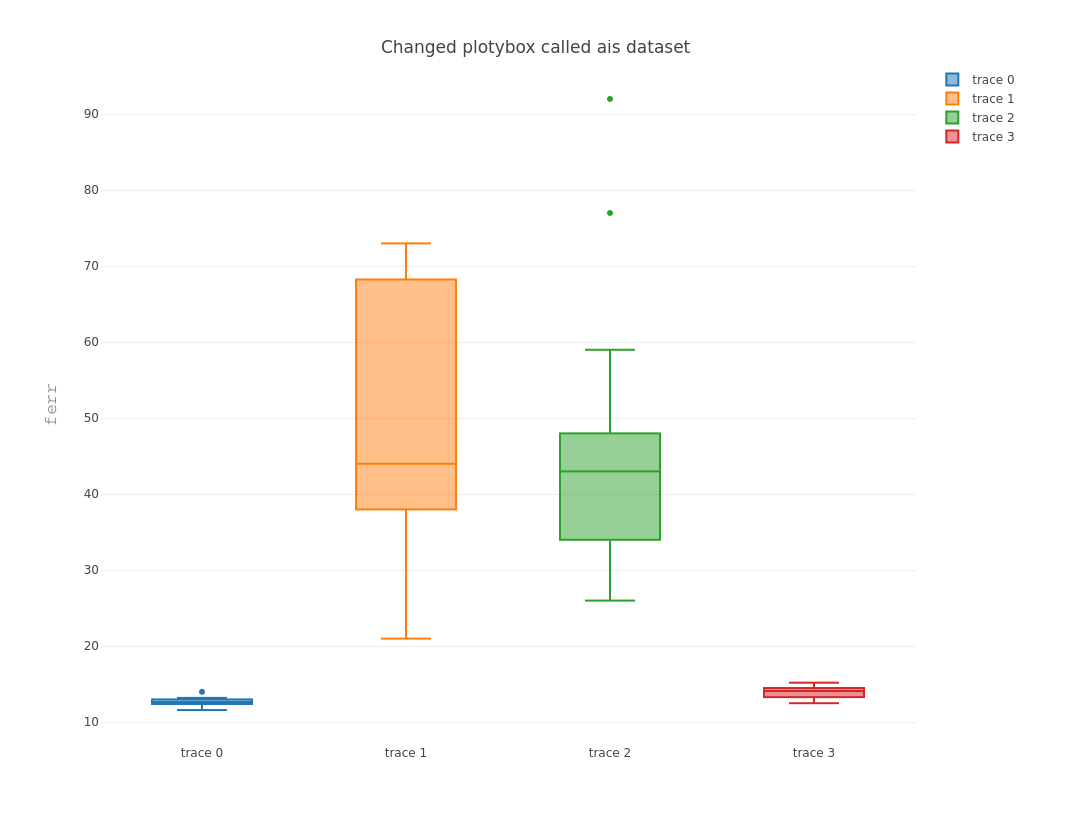 Changed plotybox called ais dataset
trace 0
trace 1
trace 2
trace 3
90
80
70
60
50
40
30
20
10
ferr
trace 0
trace 1
trace 2
trace 3